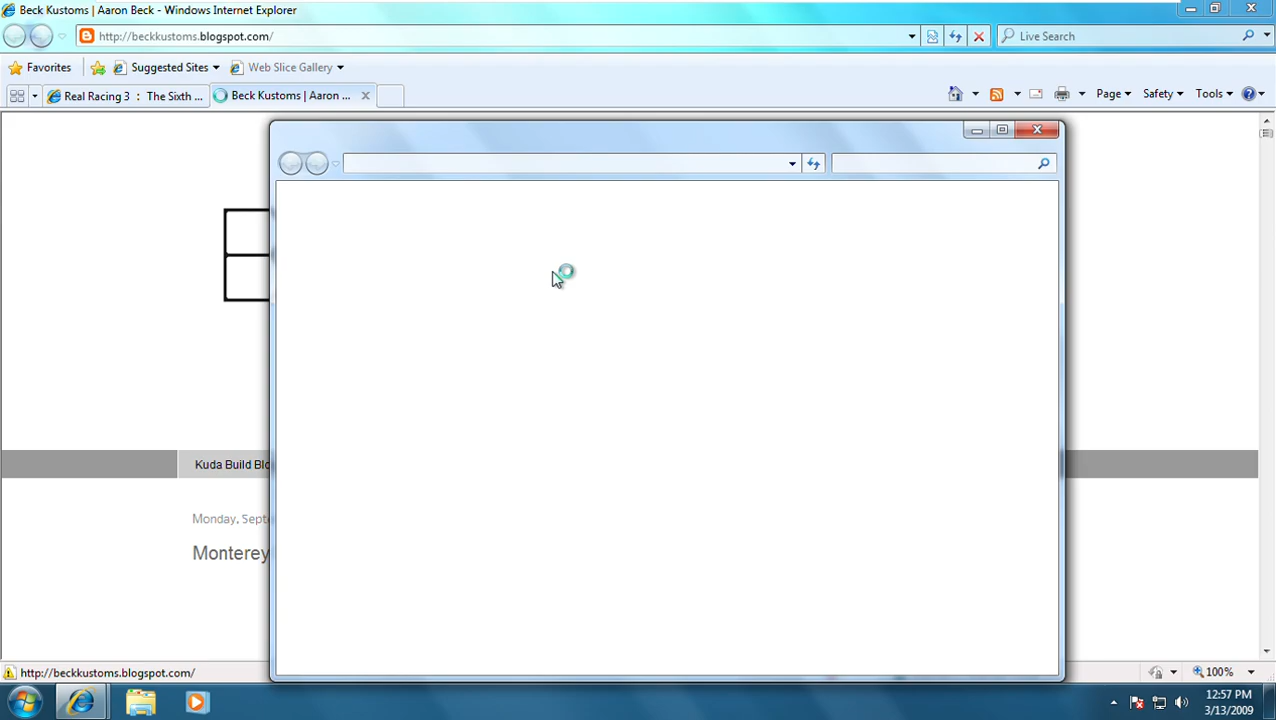 Beck Kustoms | Aaron Beck - Windows Internet Explorer
http://beckkustoms.blogspot.com/
Live Search
Favorites
Suggested Sites
Web Slice Gallery
Real Racing 3 : The Sixth ...
Beck Kustoms | Aaron ...
Page
Safety
Tools
Kuda Build Blo
Monday, Septe
Monterey
http://beckkustoms.blogspot.com/
100%
12:57 PM
3/13/2009